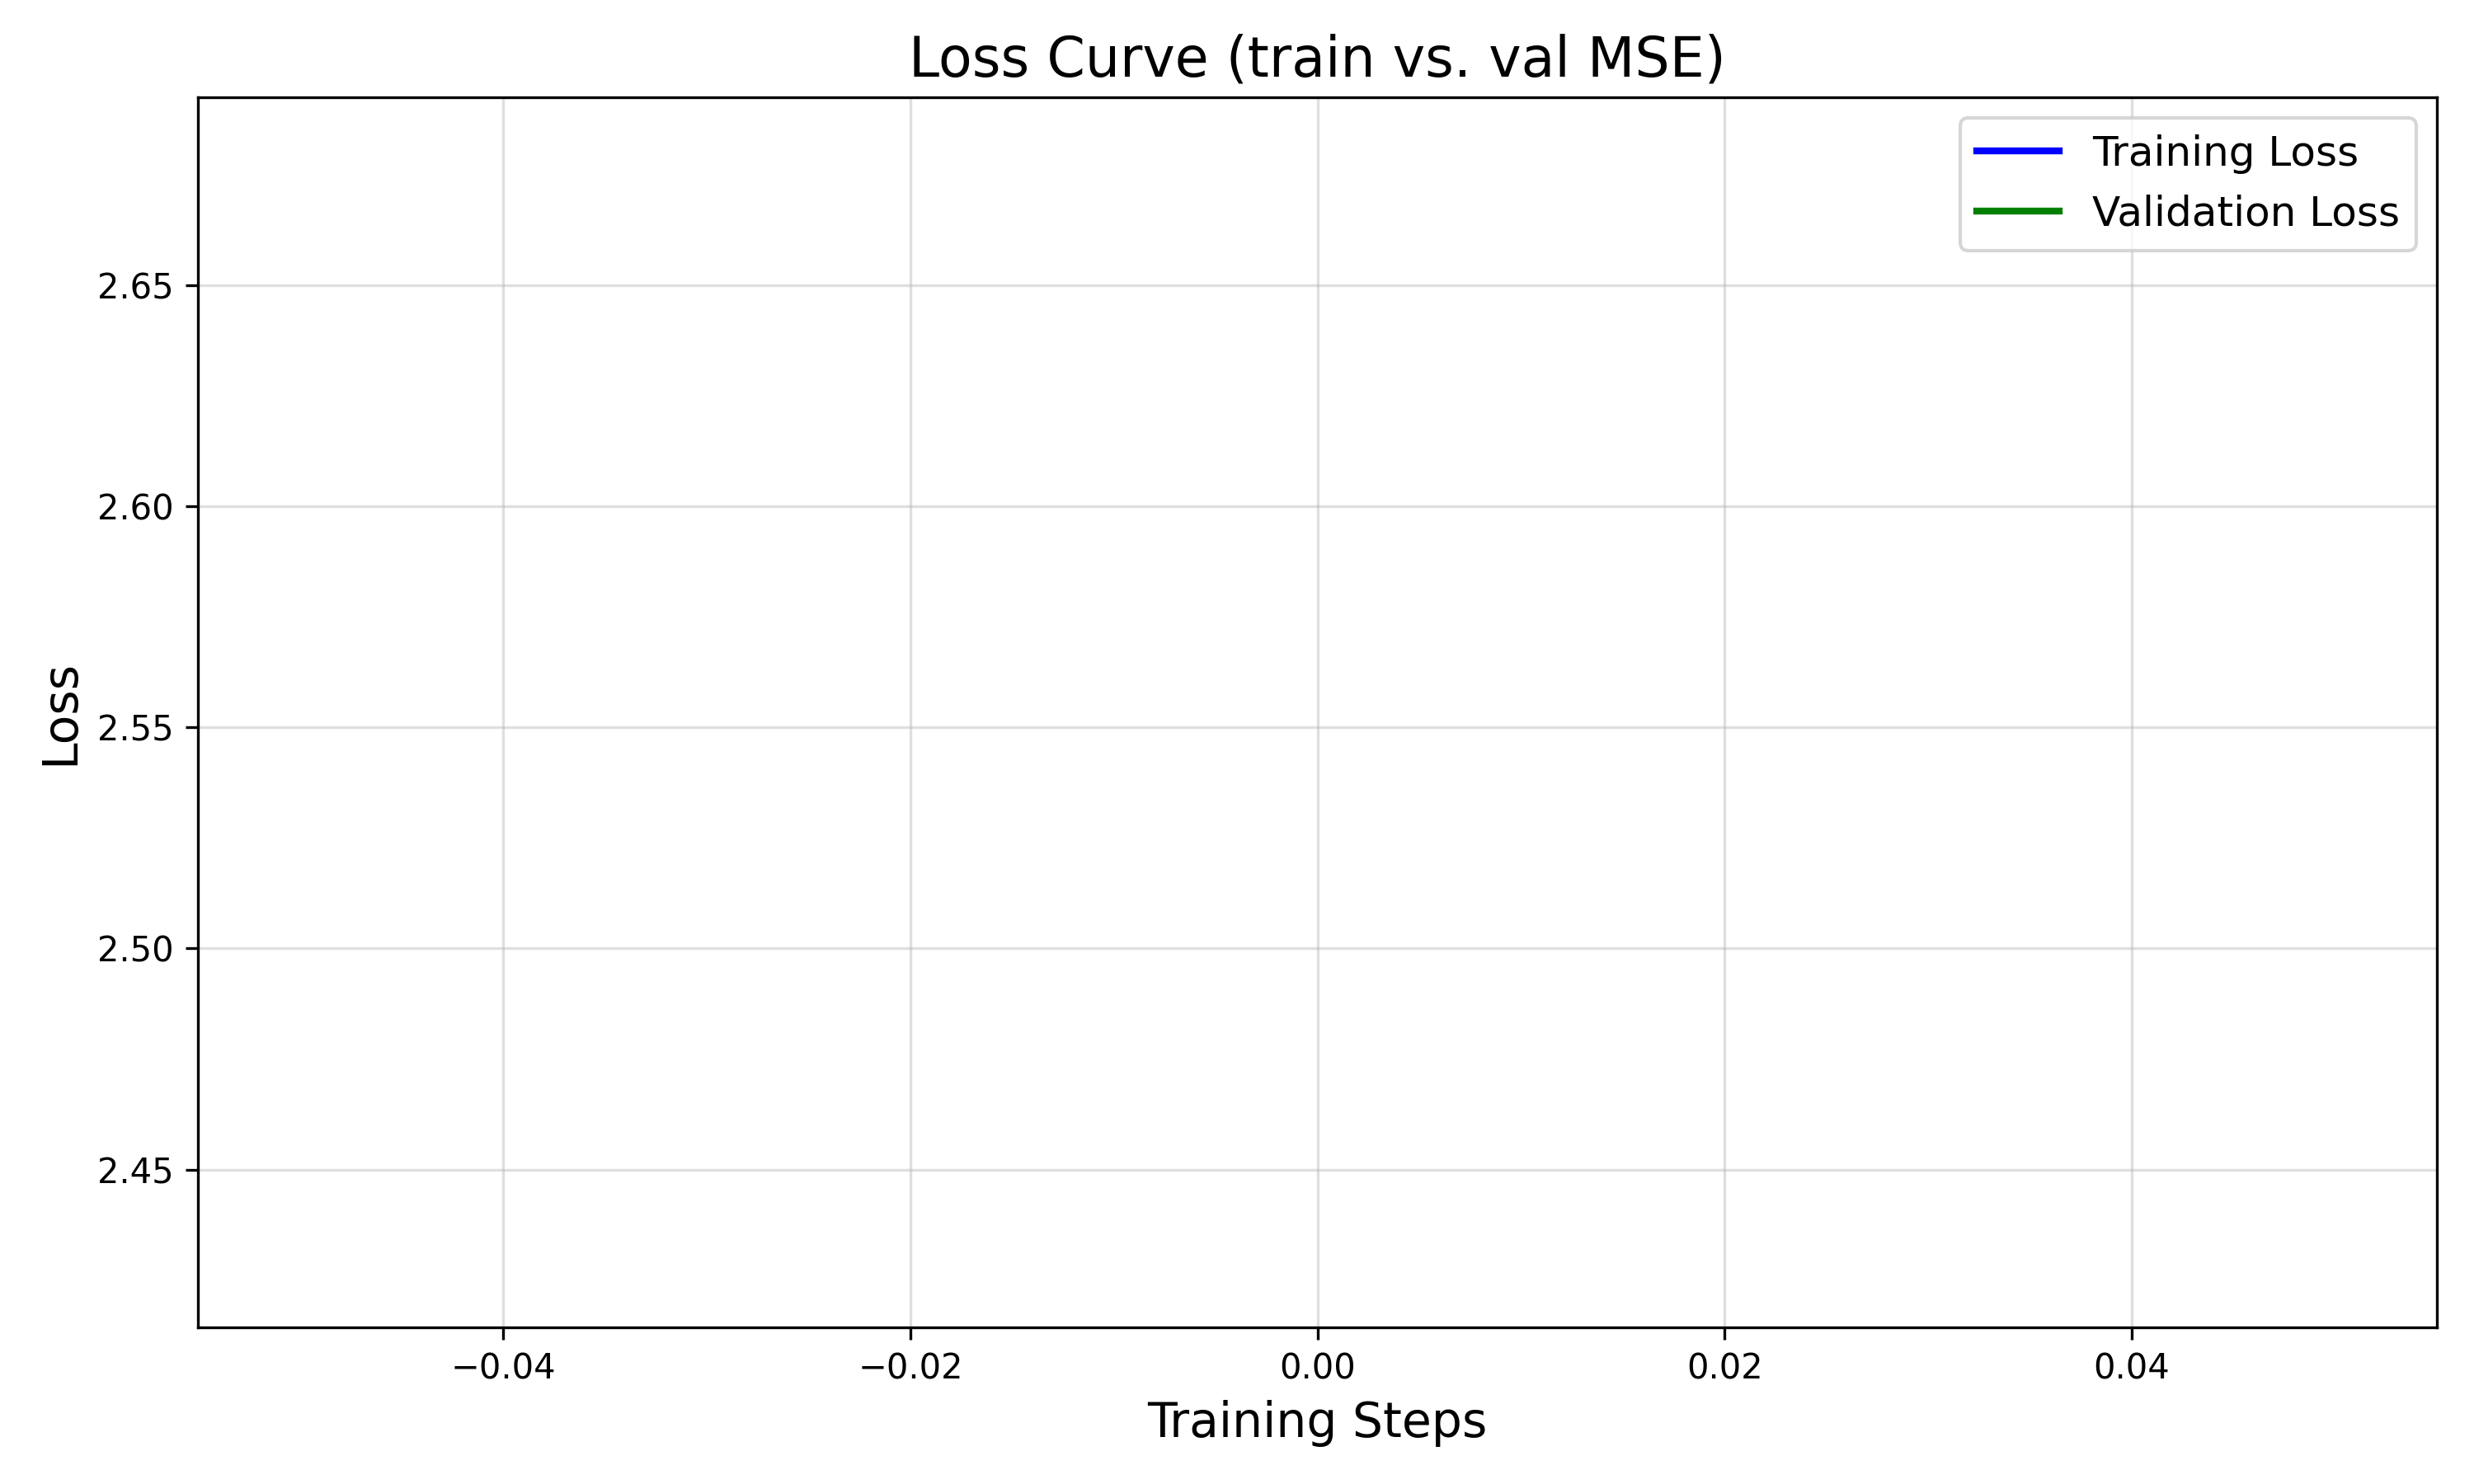 Loss Curve (train vs. val MSE)
Training Loss
Validation Loss
2.65
2.60
2.55
2.50
2.45
Loss
−0.04
−0.02
0.00
0.02
0.04
Training Steps